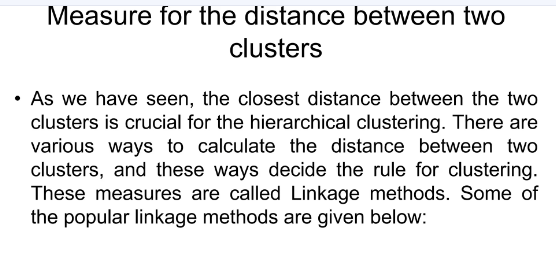 Measure for the distance between two
clusters
• As we have seen, the closest distance between the two
clusters is crucial for the hierarchical clustering. There are
various ways to calculate the distance between two
clusters, and these ways decide the rule for clustering.
These measures are called Linkage methods. Some of
the popular linkage methods are given below: